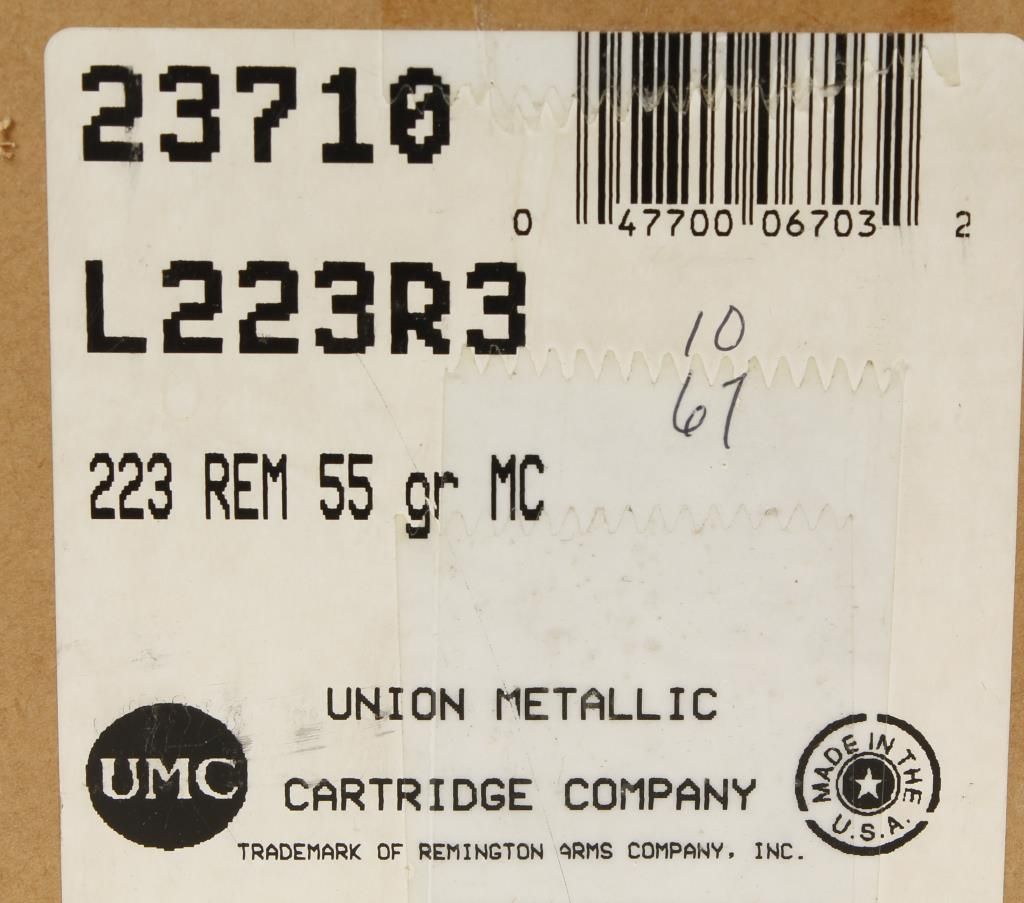 23710
0 47700 06703 2
L223R3
10
67
223 REM 55 gr MC
UNION METALLIC
UMC
CARTRIDGE COMPANY
MADE IN THE U.S.A.
TRADEMARK OF REMINGTON ARMS COMPANY, INC.